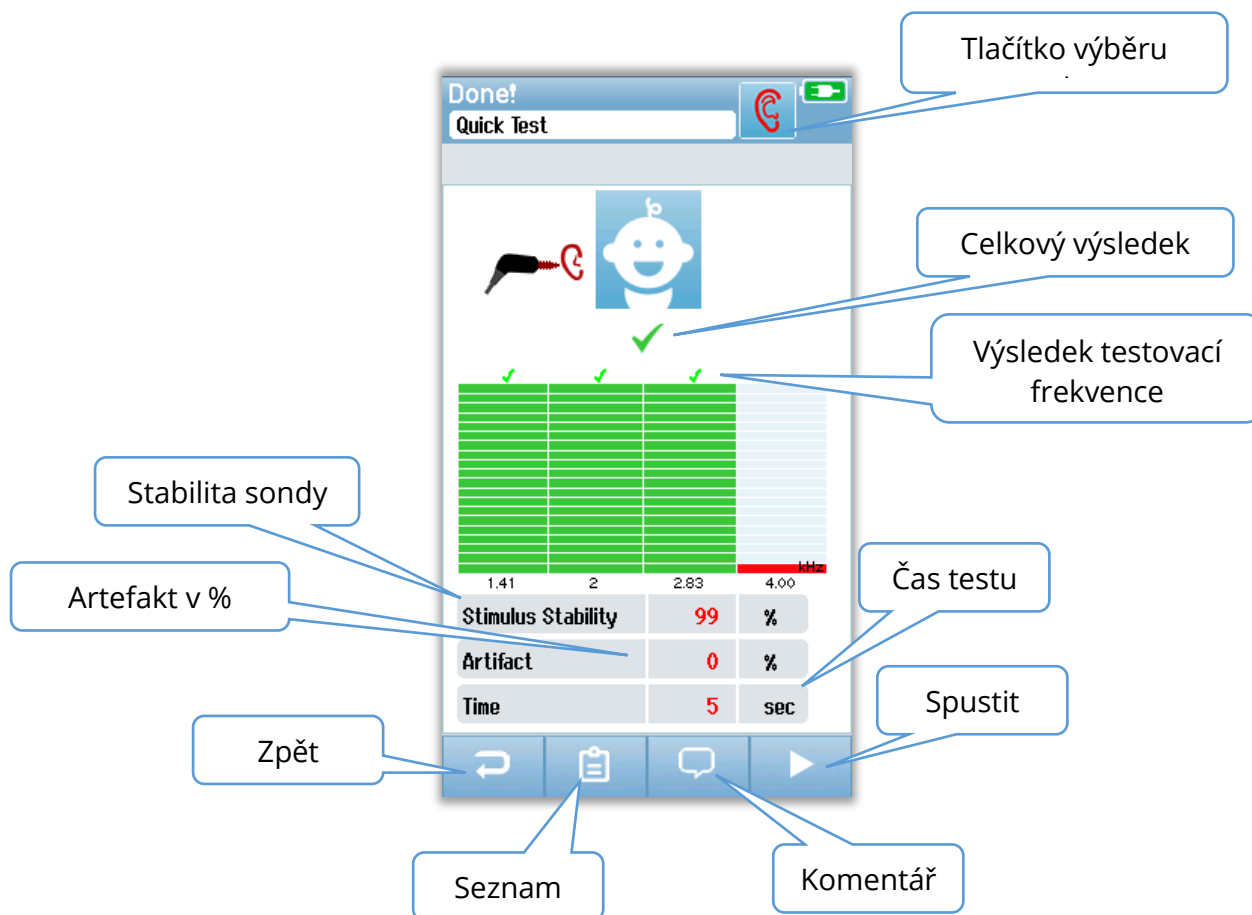 Tlačítko výběru
Done!
Quick Test
Celkový výsledek
Výsledek testovací
frekvence
Stabilita sondy
kHz
1.41 2 2.83 4.00
Artefakt v %
Čas testu
Stimulus Stability 99 %
Artifact 0 %
Time 5 sec
Spustit
Zpět
Seznam
Komentář